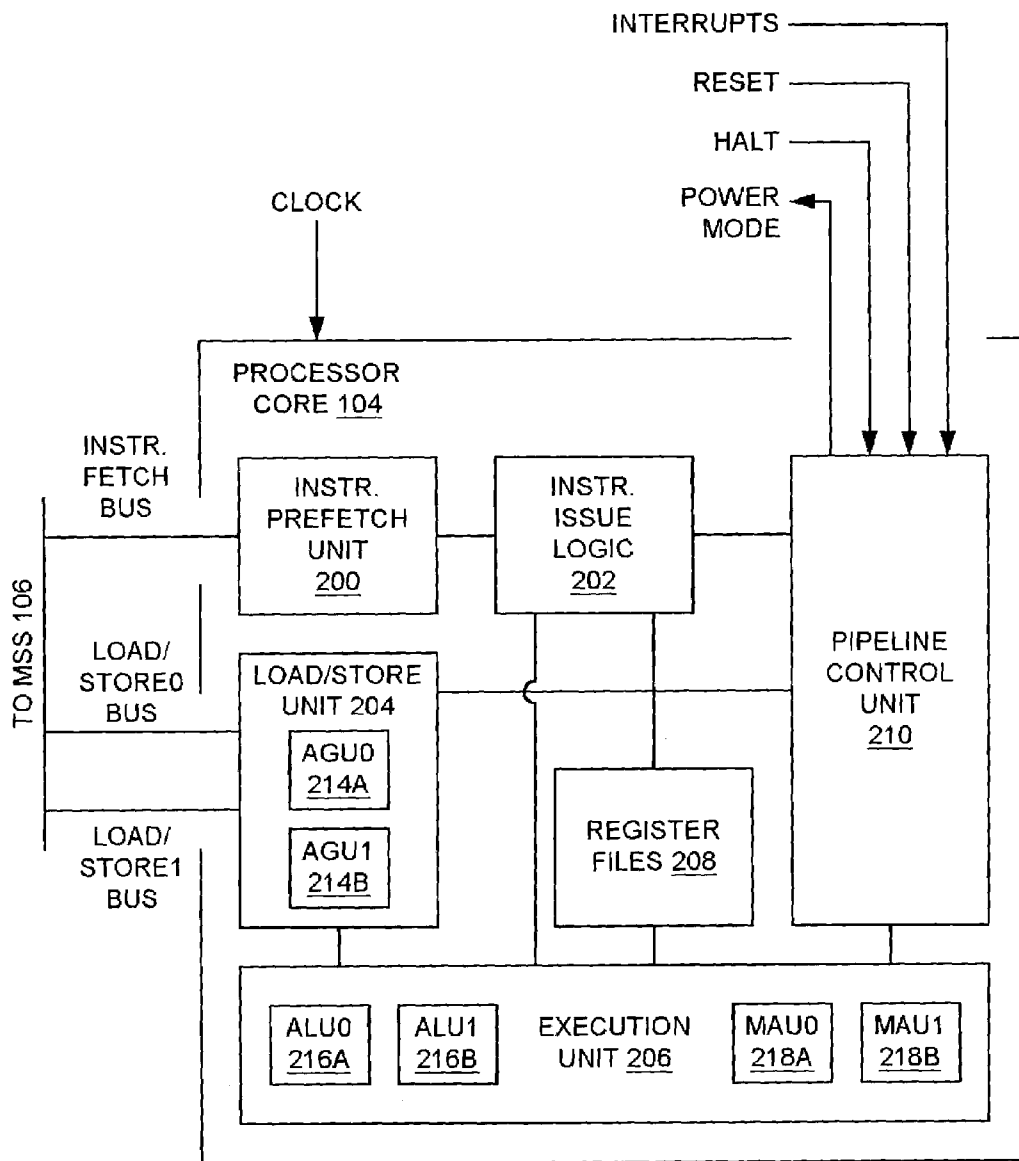 INTERRUPTS
RESET
HALT
POWER
MODE
CLOCK
PROCESSOR
CORE 104
INSTR.
FETCH
BUS
INSTR.
PREFETCH
UNIT
200
INSTR.
ISSUE
LOGIC
202
TO MSS 106
LOAD/
STORE0
BUS
LOAD/STORE
UNIT 204
AGU0
214A
AGU1
214B
PIPELINE
CONTROL
UNIT
210
REGISTER
FILES 208
LOAD/
STORE1
BUS
ALU0
216A
ALU1
216B
EXECUTION
UNIT 206
MAU0
218A
MAU1
218B